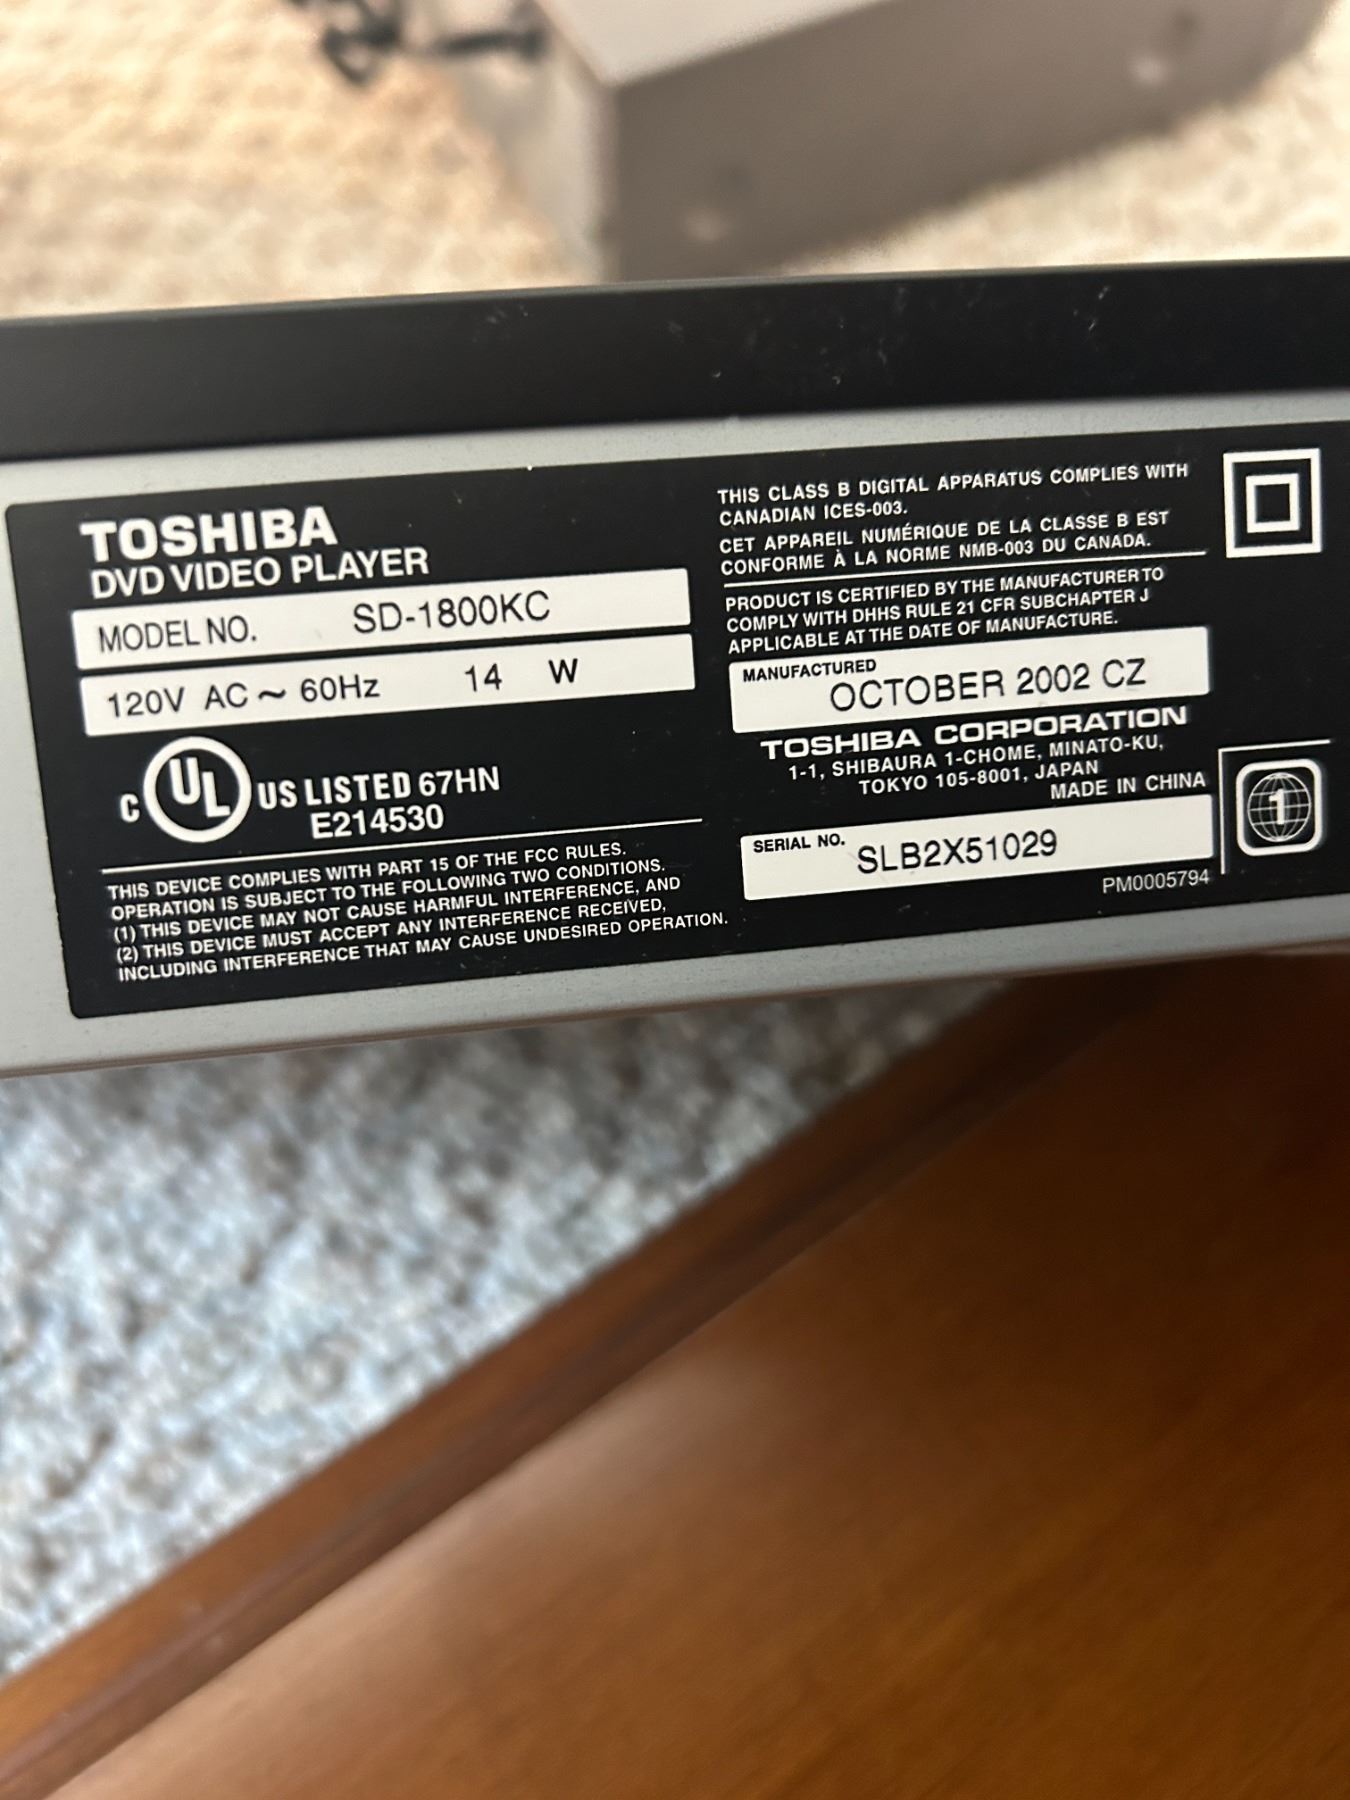 TOSHIBA
DVD VIDEO PLAYER
MODEL NO. SD-1800KC
120V AC ~ 60Hz 14 W
C UL US LISTED 67HN
E214530
THIS DEVICE COMPLIES WITH PART 15 OF THE FCC RULES.
OPERATION IS SUBJECT TO THE FOLLOWING TWO CONDITIONS.
(1) THIS DEVICE MAY NOT CAUSE HARMFUL INTERFERENCE, AND
(2) THIS DEVICE MUST ACCEPT ANY INTERFERENCE RECEIVED,
INCLUDING INTERFERENCE THAT MAY CAUSE UNDESIRED OPERATION.
THIS CLASS B DIGITAL APPARATUS COMPLIES WITH
CANADIAN ICES-003.
CET APPAREIL NUMÉRIQUE DE LA CLASSE B EST
CONFORME À LA NORME NMB-003 DU CANADA.
PRODUCT IS CERTIFIED BY THE MANUFACTURER TO
COMPLY WITH DHHS RULE 21 CFR SUBCHAPTER J
APPLICABLE AT THE DATE OF MANUFACTURE.
MANUFACTURED
OCTOBER 2002 CZ
TOSHIBA CORPORATION
1-1, SHIBAURA 1-CHOME, MINATO-KU,
TOKYO 105-8001, JAPAN
MADE IN CHINA
SERIAL NO. SLB2X51029
1
PM0005794